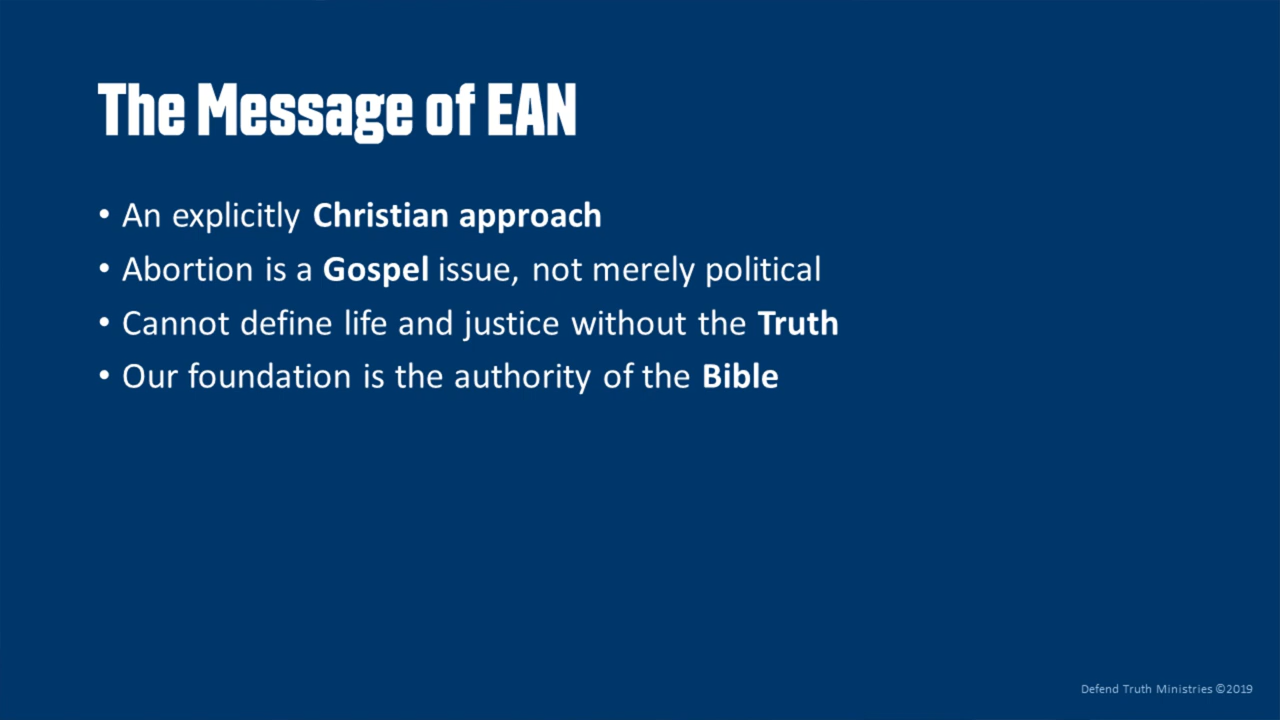 The Message of EAN
• An explicitly Christian approach
• Abortion is a Gospel issue, not merely political
• Cannot define life and justice without the Truth
• Our foundation is the authority of the Bible
Defend Truth Ministries ©2019